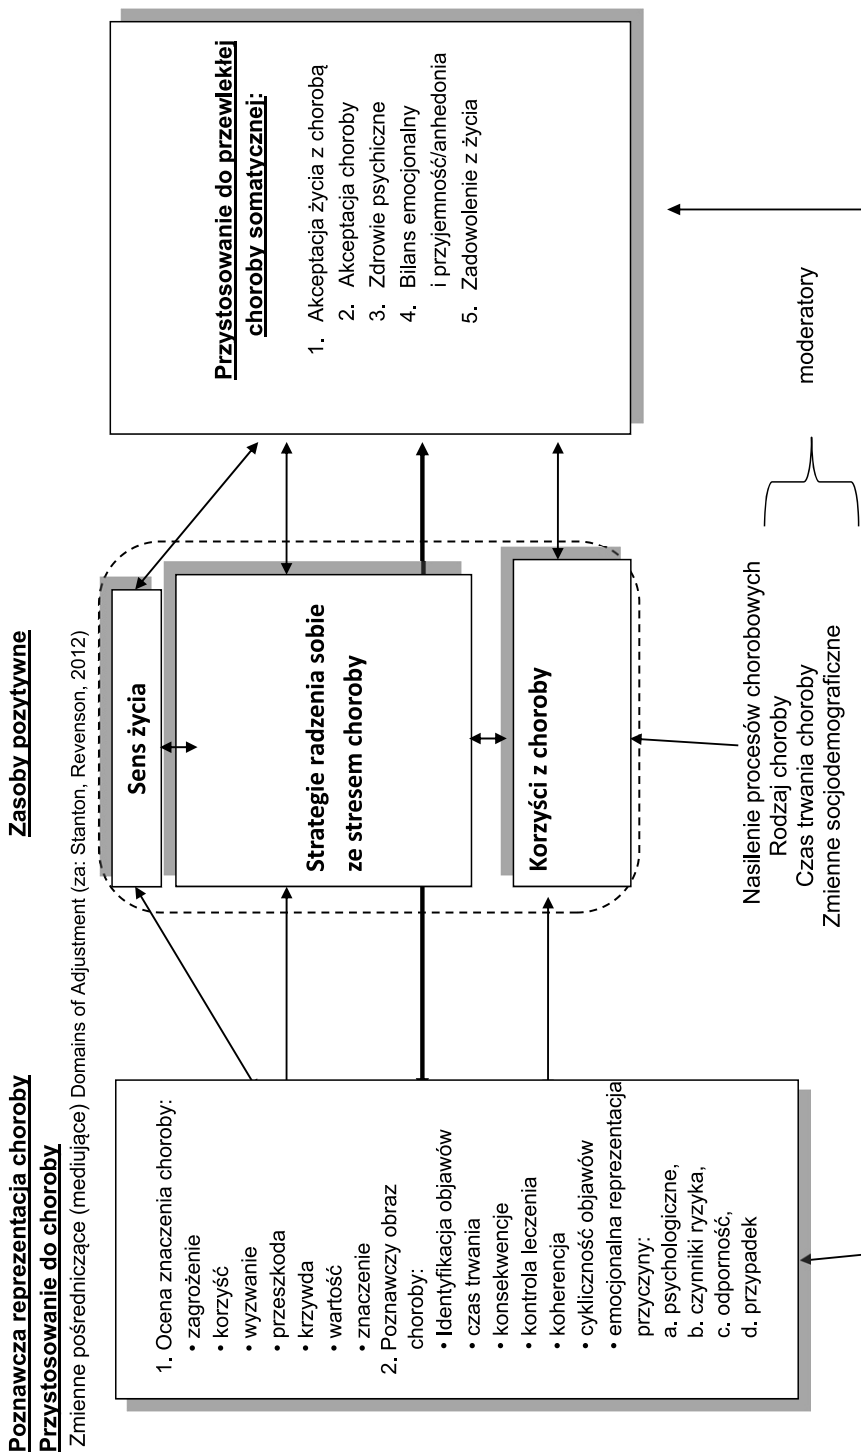 Poznawcza reprezentacja choroby
Zasoby pozytywne
Przystosowanie do choroby
Zmienne pośredniczące (mediujące) Domains of Adjustment (za: Stanton, Revenson, 2012)
1. Ocena znaczenia choroby:
• zagrożenie
• korzyść
• wyzwanie
• przeszkoda
• krzywda
• wartość
• znaczenie
2. Poznawczy obraz
choroby:
• Identyfikacja objawów
• czas trwania
• konsekwencje
• kontrola leczenia
• koherencja
• cykliczność objawów
• emocjonalna reprezentacja
przyczyny:
a. psychologiczne,
b. czynniki ryzyka,
c. odporność,
d. przypadek
Sens życia
Strategie radzenia sobie
ze stresem choroby
Korzyści z choroby
Przystosowanie do przewlekłej
choroby somatycznej:
1. Akceptacja życia z chorobą
2. Akceptacja choroby
3. Zdrowie psychiczne
4. Bilans emocjonalny
i przyjemność/anhedonia
5. Zadowolenie z życia
Nasilenie procesów chorobowych
Rodzaj choroby
Czas trwania choroby
Zmienne socjodemograficzne
moderatory